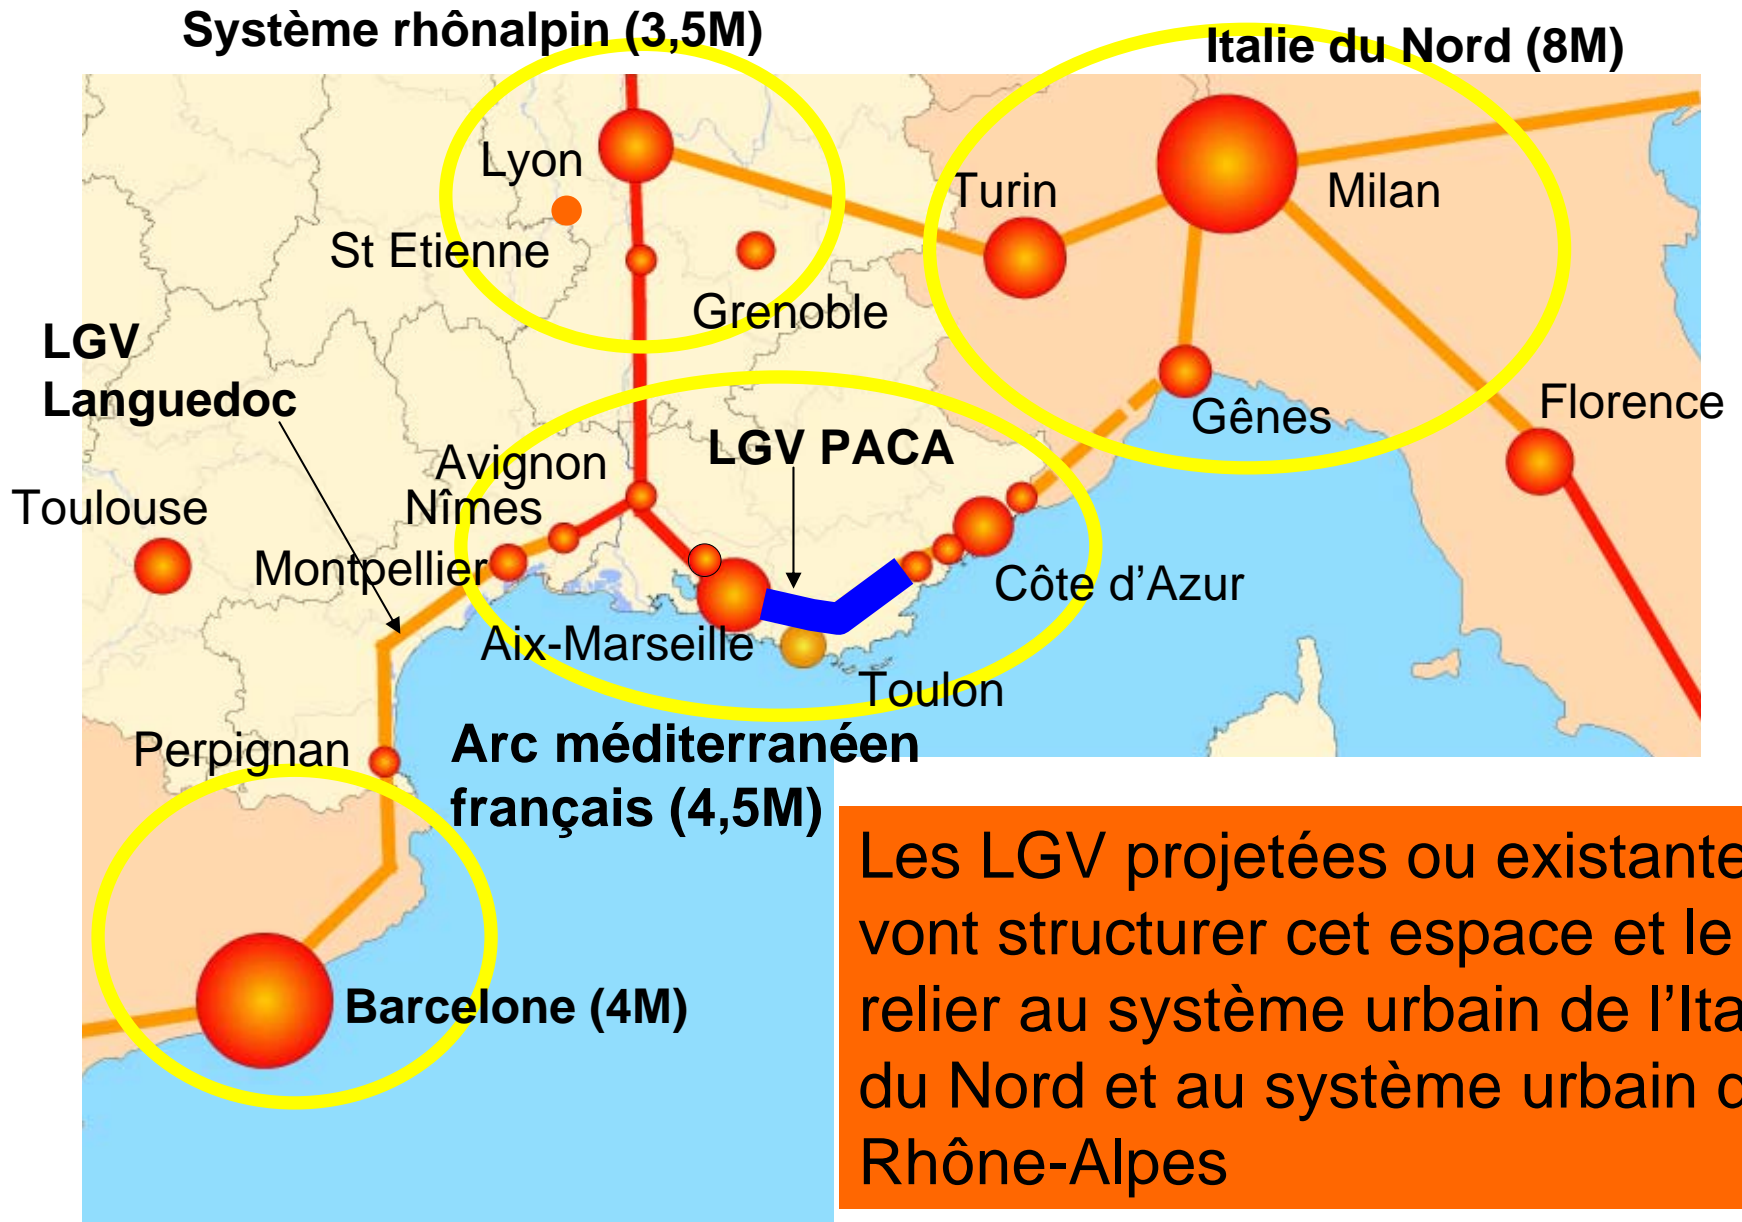 Système rhônalpin (3,5M)
Italie du Nord (8M)
Lyon
Turin
Milan
St Etienne
Grenoble
LGV
Languedoc
Gênes
Florence
Avignon
LGV PACA
Toulouse
Nîmes
Montpellier
Côte d'Azur
Aix-Marseille
Toulon
Perpignan
Arc méditerranéen
français (4,5M)
Barcelone (4M)
Les LGV projetées ou existante
vont structurer cet espace et le
relier au système urbain de l'Ita
du Nord et au système urbain d
Rhône-Alpes